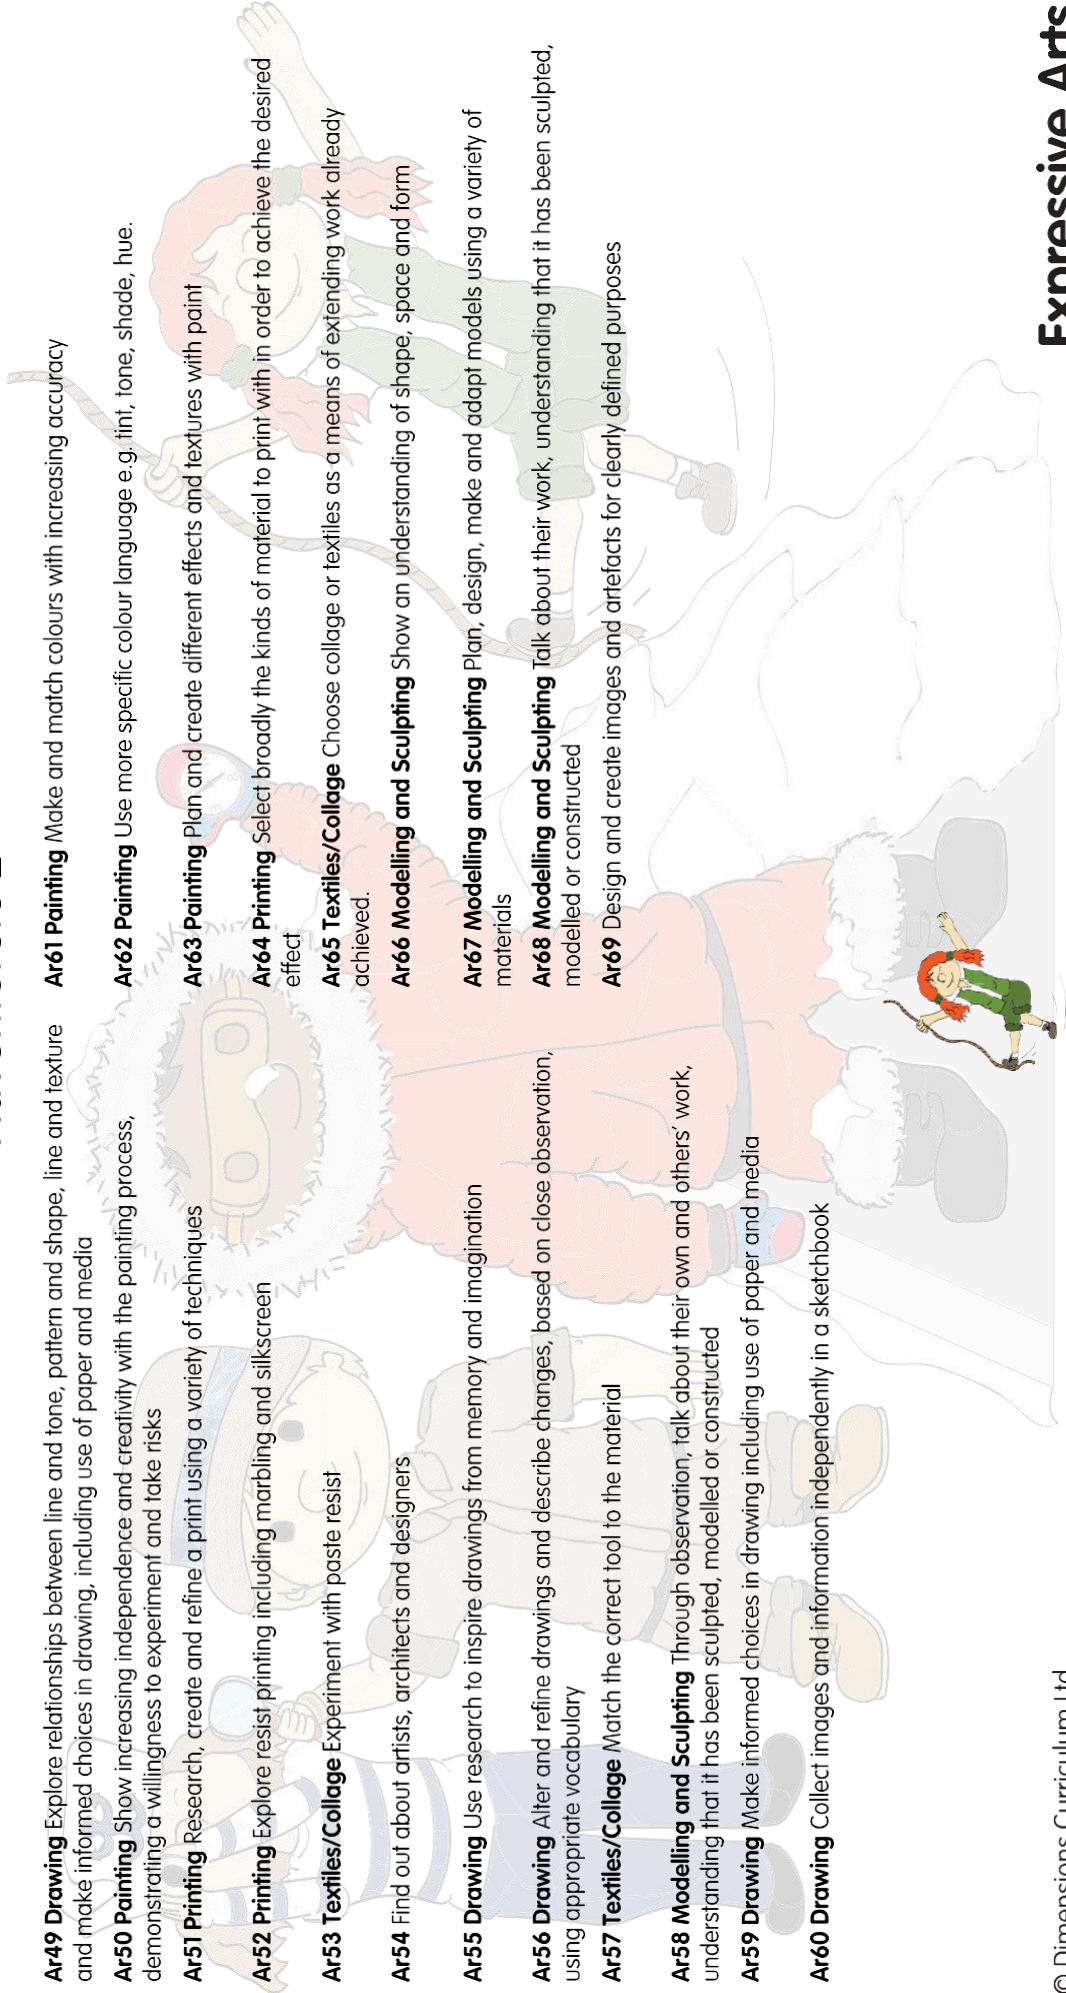 Ar49 Drawing Explore relationships between line and tone, pattern and shape, line and texture
and make informed choices in drawing, including use of paper and media
Ar50 Painting Show increasing independence and creativity with the painting process,
demonstrating a willingness to experiment and take risks
Ar51 Printing Research, create and refine a print using a variety of techniques
Ar52 Printing Explore resist printing including marbling and silkscreen
Ar53 Textiles/Collage Experiment with paste resist
Ar54 Find out about artists, architects and designers
Ar55 Drawing Use research to inspire drawings from memory and imagination
Ar56 Drawing Alter and refine drawings and describe changes, based on close observation,
using appropriate vocabulary
Ar57 Textiles/Collage Match the correct tool to the material
Ar58 Modelling and Sculpting Through observation, talk about their own and others’ work,
understanding that it has been sculpted, modelled or constructed
Ar59 Drawing Make informed choices in drawing including use of paper and media
Ar60 Drawing Collect images and information independently in a sketchbook
Ar61 Painting Make and match colours with increasing accuracy
Ar62 Painting Use more specific colour language e.g. tint, tone, shade, hue.
Ar63 Painting Plan and create different effects and textures with paint
Ar64 Printing Select broadly the kinds of material to print with in order to achieve the desired
effect
Ar65 Textiles/Collage Choose collage or textiles as a means of extending work already
achieved.
Ar66 Modelling and Sculpting Show an understanding of shape, space and form
Ar67 Modelling and Sculpting Plan, design, make and adapt models using a variety of
materials
Ar68 Modelling and Sculpting Talk about their work, understanding that it has been sculpted,
modelled or constructed
Ar69 Design and create images and artefacts for clearly defined purposes
© Dimensions Curriculum Ltd
Expressive Arts